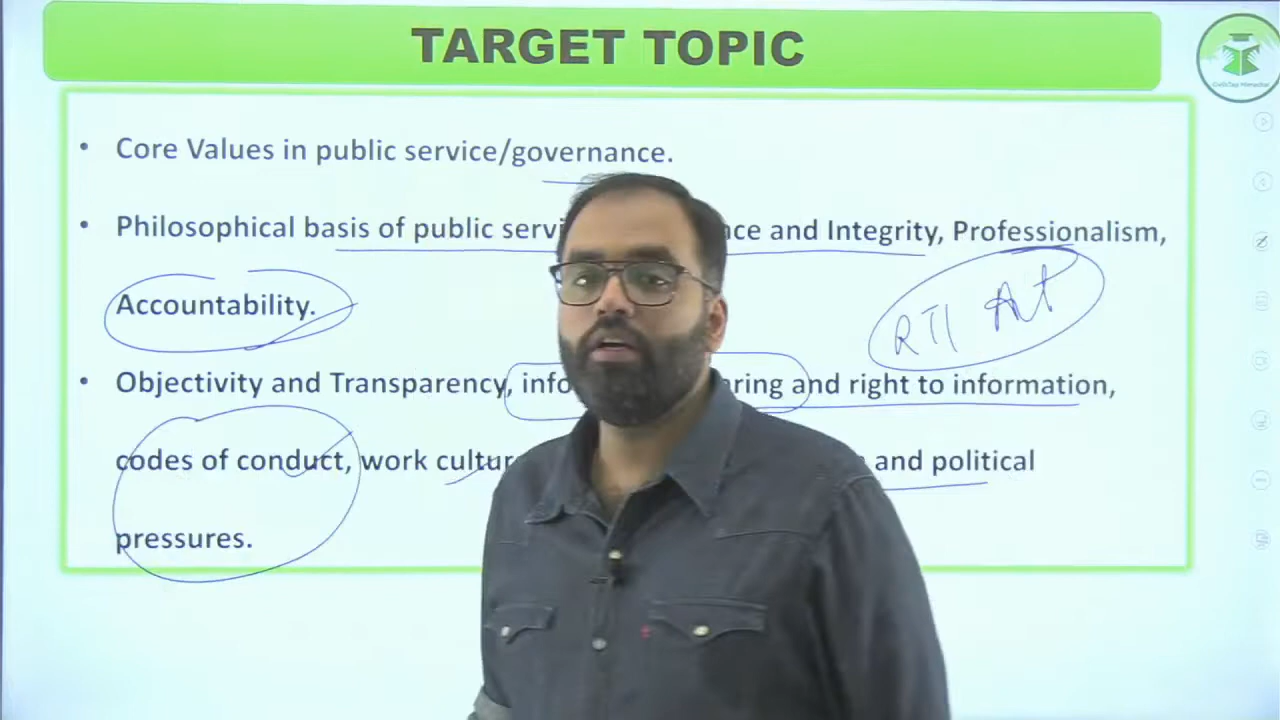 TARGET TOPIC
• Core Values in public service/governance.
• Philosophical basis of public servi nce and Integrity, Professionalism,
Accountability.
RTI Act
• Objectivity and Transparency, info ring and right to information,
codes of conduct, work cultur and political
pressures.